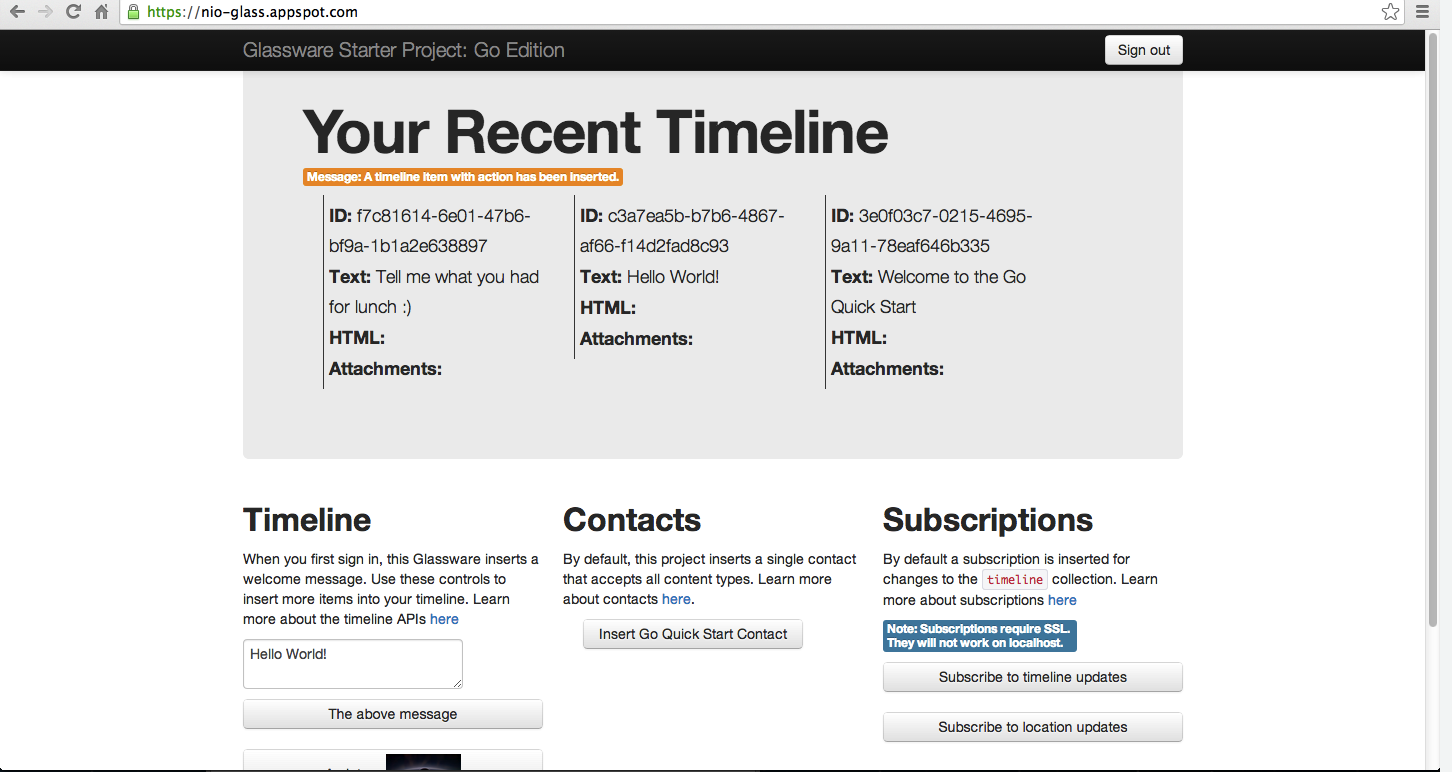 https://nio-glass.appspot.com
Glassware Starter Project: Go Edition
Sign out
Your Recent Timeline
Message: A timeline item with action has been inserted.
ID: f7c81614-6e01-47b6-
bf9a-1b1a2e638897
Text: Tell me what you had
for lunch :)
HTML:
Attachments:
ID: c3a7ea5b-b7b6-4867-
af66-f14d2fad8c93
Text: Hello World!
HTML:
Attachments:
ID: 3e0f03c7-0215-4695-
9a11-78eaf646b335
Text: Welcome to the Go
Quick Start
HTML:
Attachments:
Timeline
When you first sign in, this Glassware inserts a
welcome message. Use these controls to
insert more items into your timeline. Learn
more about the timeline APIs here
Hello World!
The above message
Contacts
By default, this project inserts a single contact
that accepts all content types. Learn more
about contacts here.
Insert Go Quick Start Contact
Subscriptions
By default a subscription is inserted for
changes to the timeline collection. Learn
more about subscriptions here
Note: Subscriptions require SSL.
They will not work on localhost.
Subscribe to timeline updates
Subscribe to location updates